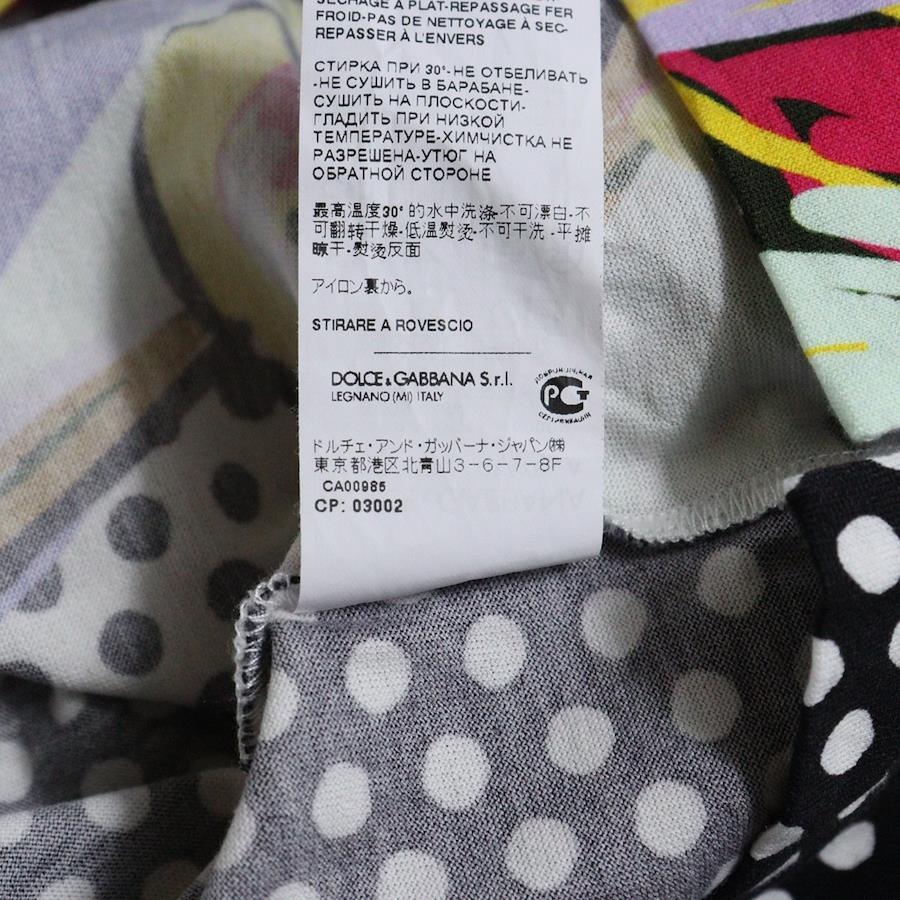 SÉCHAGE A PLAT-REPASSAGE FER
FROID-PAS DE NETTOYAGE À SEC-
REPASSER À L'ENVERS
СТИРКА ПРИ 30°-НЕ ОТБЕЛИВАТЬ
-НЕ СУШИТЬ В БАРАБАНЕ-
СУШИТЬ НА ПЛОСКОСТИ-
ГЛАДИТЬ ПРИ НИЗКОЙ
ТЕМПЕРАТУРЕ-ХИМЧИСТКА НЕ
РАЗРЕШЕНА-УТЮГ НА
ОБРАТНОЙ СТОРОНЕ
最高温度30°的水中洗涤-不可漂白-不
可翻转干燥-低温熨烫-不可干洗-平摊
晾干-熨烫反面
アイロン裏から。
STIRARE A ROVESCIO
DOLCE & GABBANA S.r.l.
LEGNANO (MI) ITALY
РСТ
ドルチェ・アンド・ガッバーナ・ジャパン㈱
東京都港区北青山3-6-7-8F
CA00985
CP: 03002